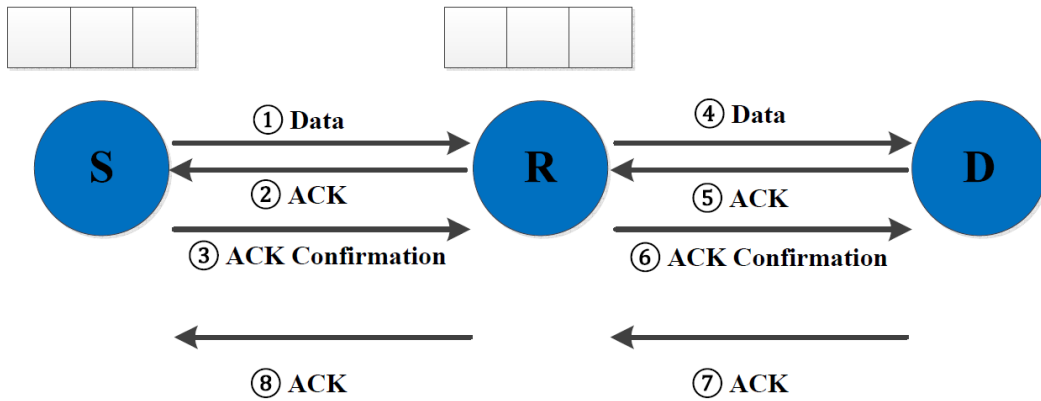 ① Data
④ Data
S
R
D
② ACK
⑤ ACK
③ ACK Confirmation
⑥ ACK Confirmation
⑧ ACK
⑦ ACK